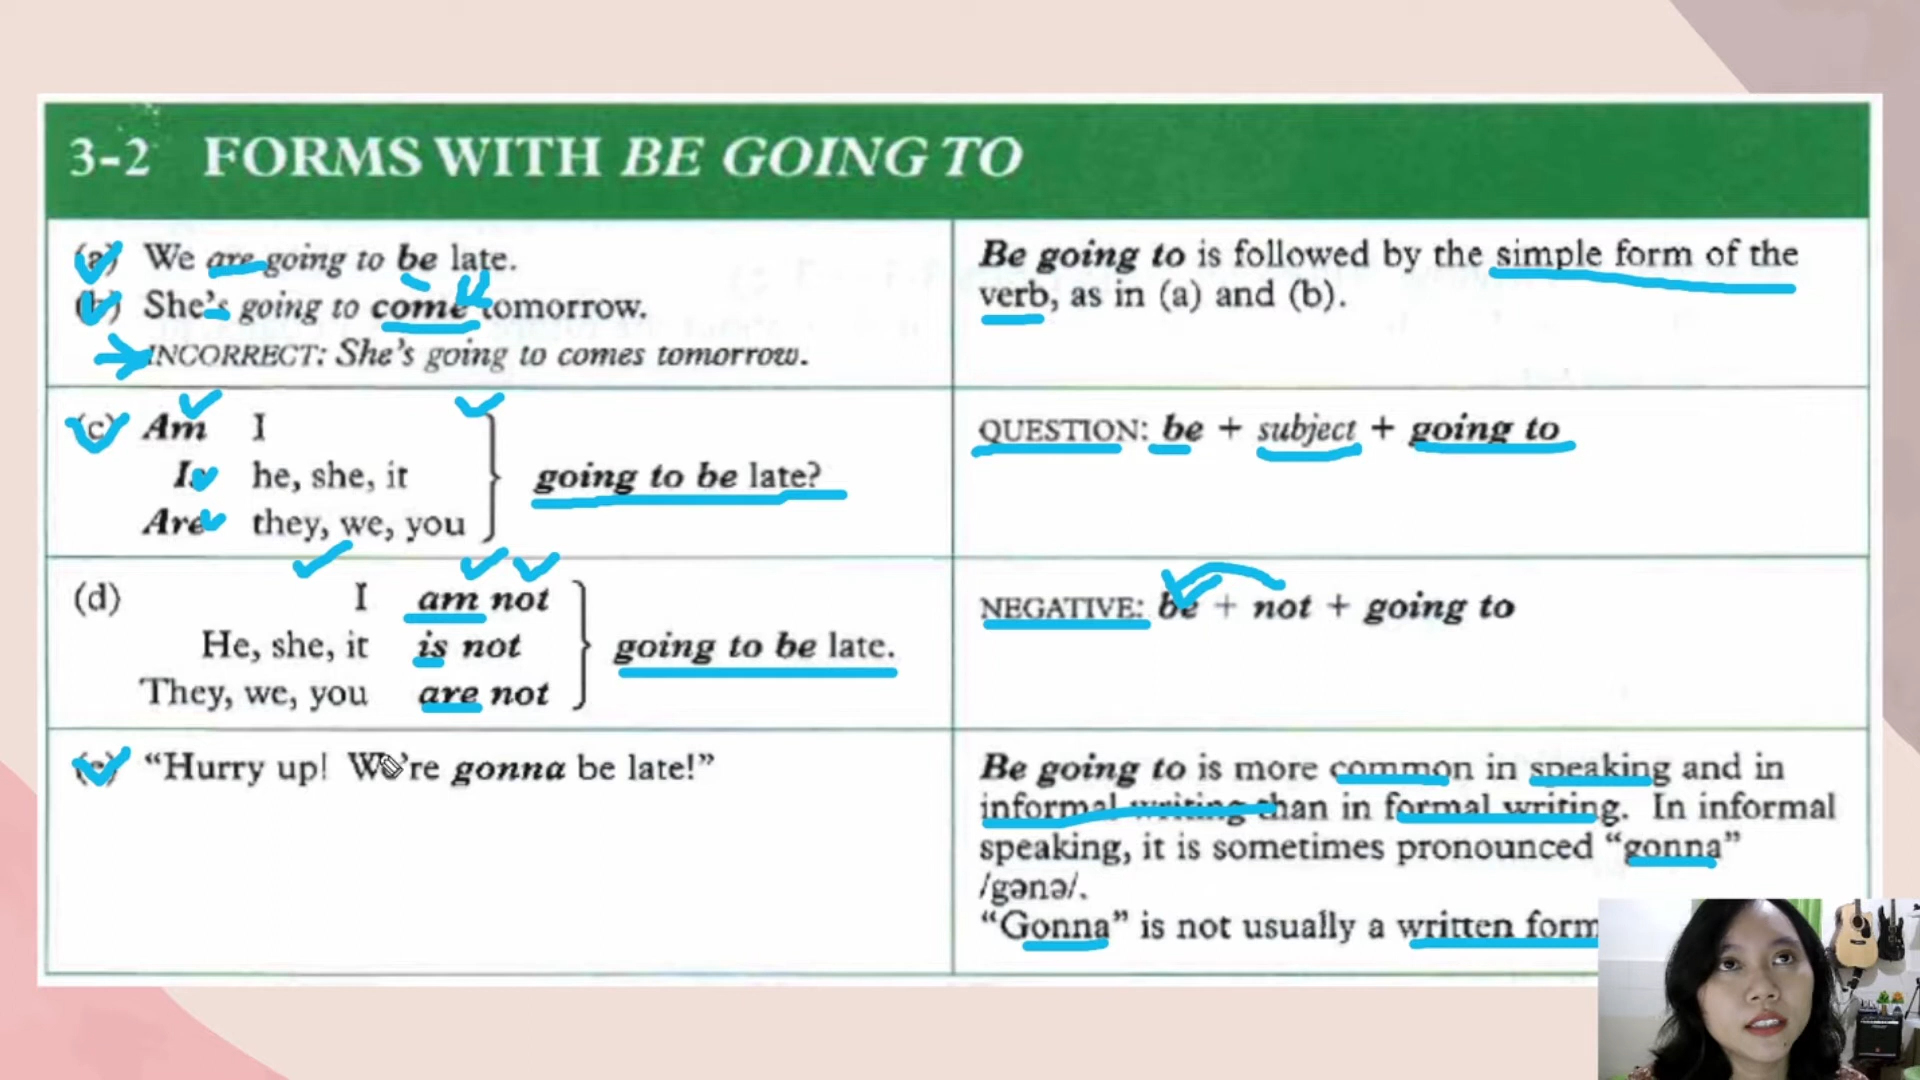 3-2 FORMS WITH BE GOING TO
(a) We are going to be late.
(b) She's going to come tomorrow.
INCORRECT: She's going to comes tomorrow.
Be going to is followed by the simple form of the
verb, as in (a) and (b).
(c) Am I
Is he, she, it
Are they, we, you
going to be late?
QUESTION: be + subject + going to
(d) I am not
He, she, it is not
They, we, you are not
going to be late.
NEGATIVE: be + not + going to
(e) "Hurry up! We're gonna be late!"
Be going to is more common in speaking and in
informal writing than in formal writing. In informal
speaking, it is sometimes pronounced "gonna"
/gənə/.
"Gonna" is not usually a written form